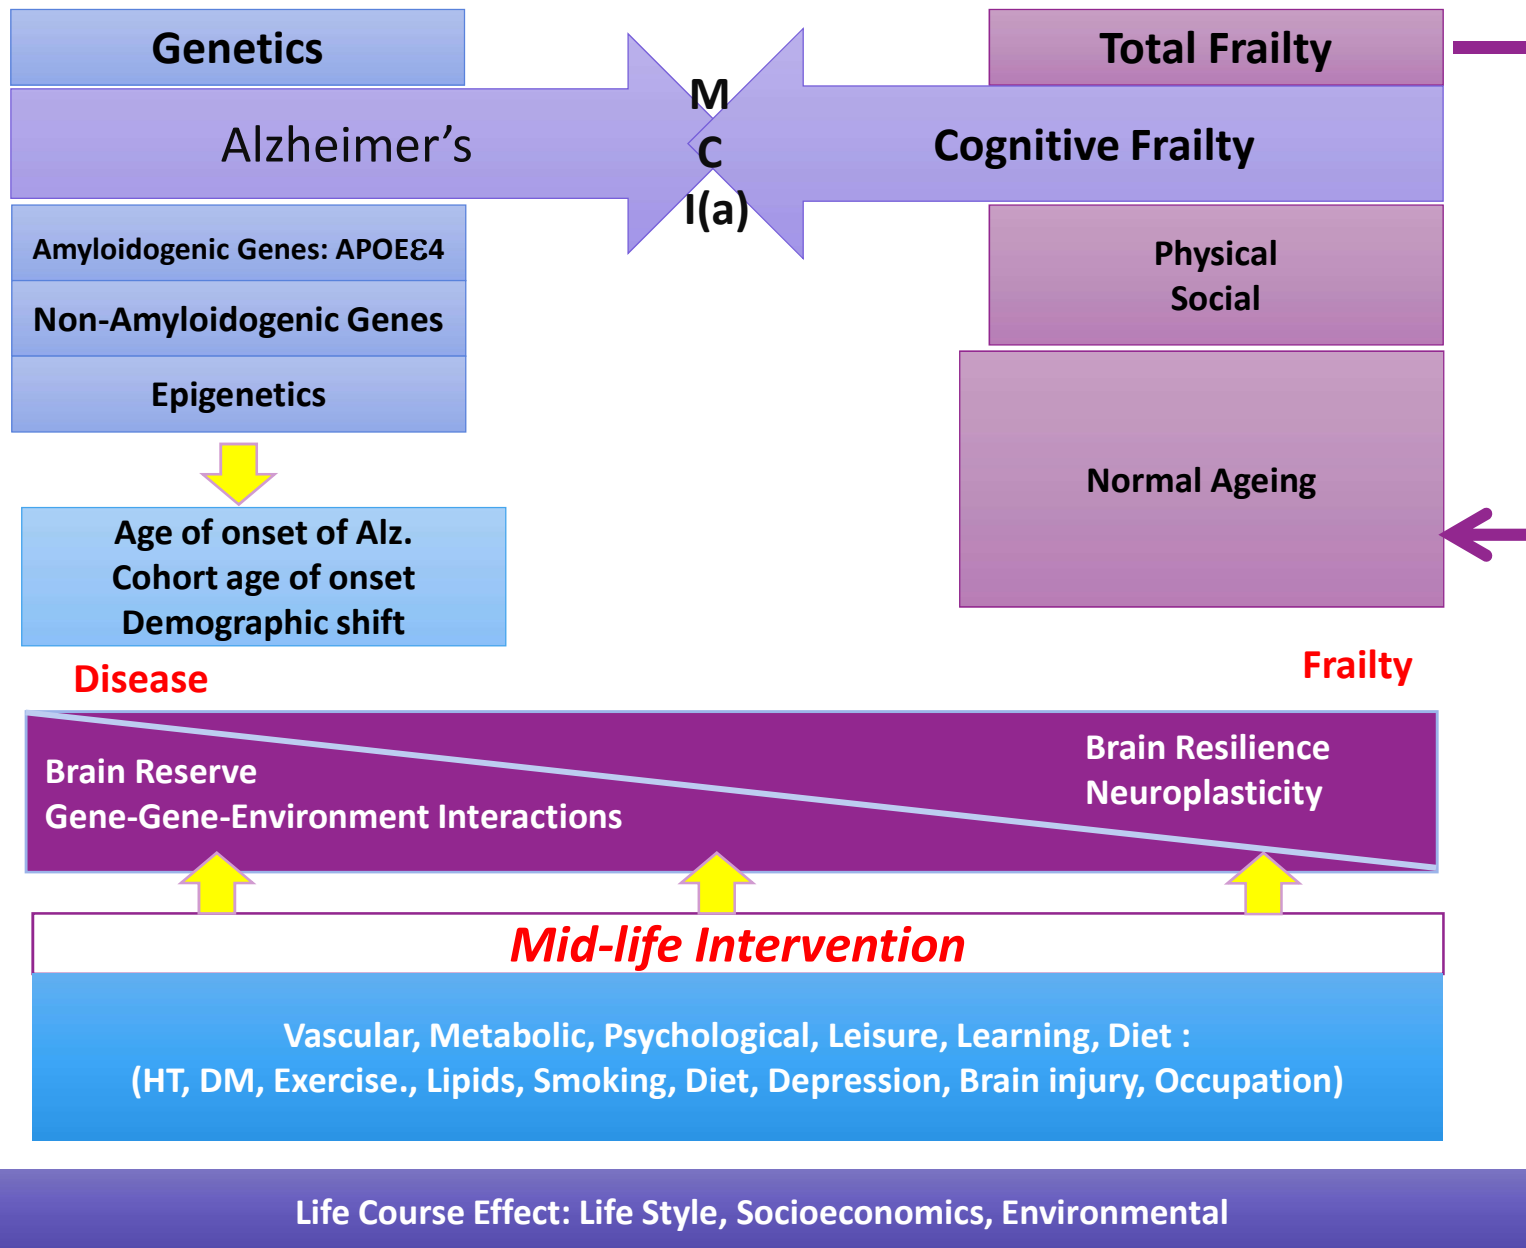 Genetics
Total Frailty
Alzheimer’s
M
C
I(a)
Cognitive Frailty
Amyloidogenic Genes: APOEƐ4
Non-Amyloidogenic Genes
Epigenetics
Physical
Social
Normal Ageing
Age of onset of Alz.
Cohort age of onset
Demographic shift
Disease
Frailty
Brain Reserve
Gene-Gene-Environment Interactions
Brain Resilience
Neuroplasticity
Mid-life Intervention
Vascular, Metabolic, Psychological, Leisure, Learning, Diet :
(HT, DM, Exercise., Lipids, Smoking, Diet, Depression, Brain injury, Occupation)
Life Course Effect: Life Style, Socioeconomics, Environmental